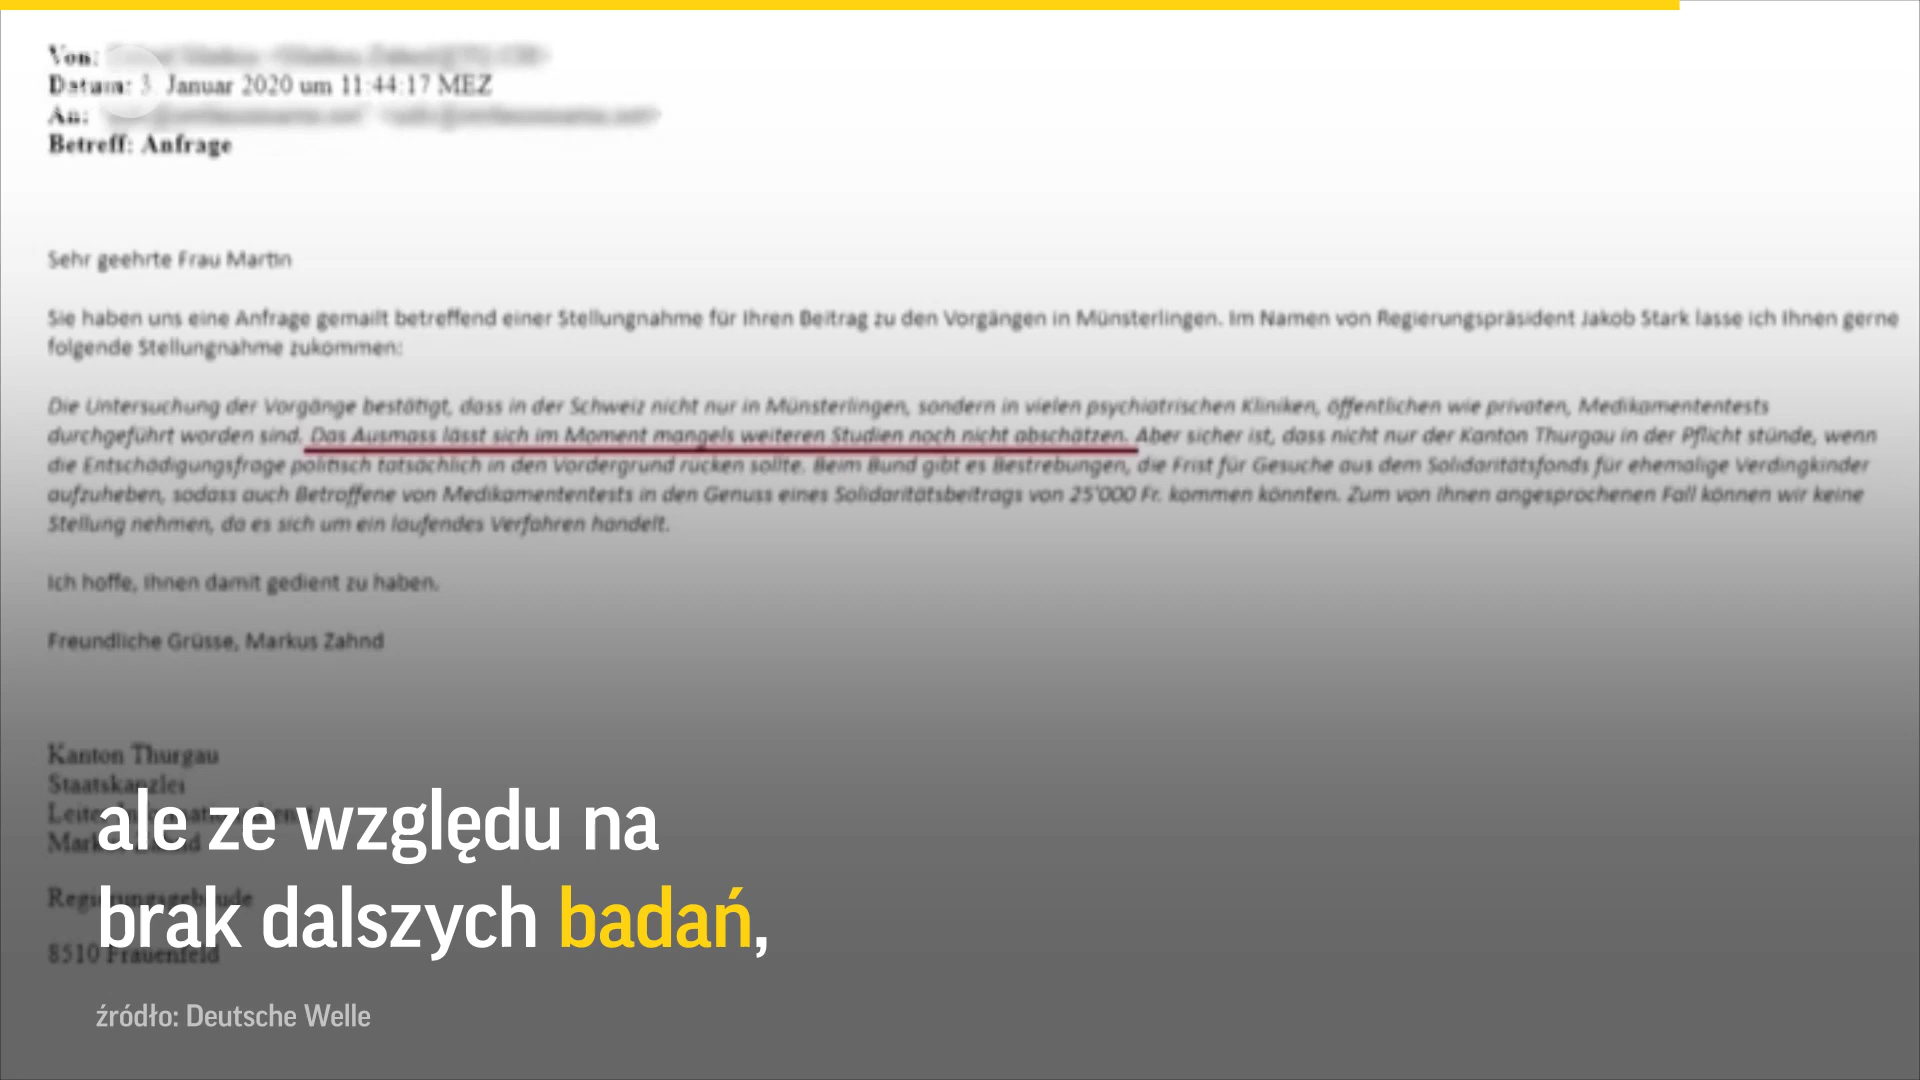 Von:
Datum: 3. Januar 2020 um 11:44:17 MEZ
An:
Betreff: Anfrage
Sehr geehrte Frau Martin
Sie haben uns eine Anfrage gemailt betreffend einer Stellungnahme für Ihren Beitrag zu den Vorgängen in Münsterlingen. Im Namen von Regierungspräsident Jakob Stark lasse ich Ihnen gerne
folgende Stellungnahme zukommen:
Die Untersuchung der Vorgänge bestätigt, dass in der Schweiz nicht nur in Münsterlingen, sondern in vielen psychiatrischen Kliniken, öffentlichen wie privaten, Medikamententests
durchgeführt worden sind. Das Ausmass lässt sich im Moment mangels weiteren Studien noch nicht abschätzen. Aber sicher ist, dass nicht nur der Kanton Thurgau in der Pflicht stünde, wenn
die Entschädigungsfrage politisch tatsächlich in den Vordergrund rücken sollte. Beim Bund gibt es Bestrebungen, die Frist für Gesuche aus dem Solidaritätsfonds für ehemalige Verdingkinder
aufzuheben, sodass auch Betroffene von Medikamententests in den Genuss eines Solidaritätsbeitrags von 25'000 Fr. kommen könnten. Zum von Ihnen angesprochenen Fall können wir keine
Stellung nehmen, da es sich um ein laufendes Verfahren handelt.
Ich hoffe, Ihnen damit gedient zu haben.
Freundliche Grüsse, Markus Zahnd
Kanton Thurgau
Staatskanzlei
Leiter Informationsdienst
Markus Zahnd
Regierungsgebäude
8510 Frauenfeld
ale ze względu na
brak dalszych badań,
źródło: Deutsche Welle